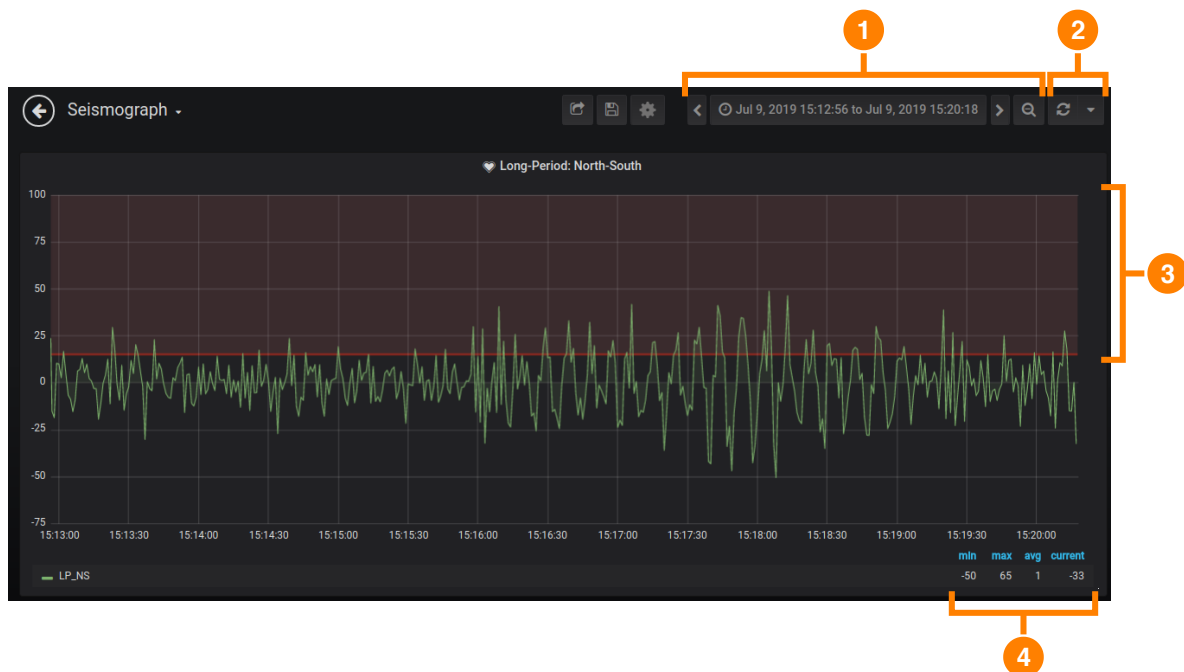 1
2
Seismograph
Jul 9, 2019 15:12:56 to Jul 9, 2019 15:20:18
Long-Period: North-South
100
75
50
25
0
-25
-50
-75
3
15:13:00 15:13:30 15:14:00 15:14:30 15:15:00 15:15:30 15:16:00 15:16:30 15:17:00 15:17:30 15:18:00 15:18:30 15:19:00 15:19:30 15:20:00
min max avg current
LP_NS -50 65 1 -33
4